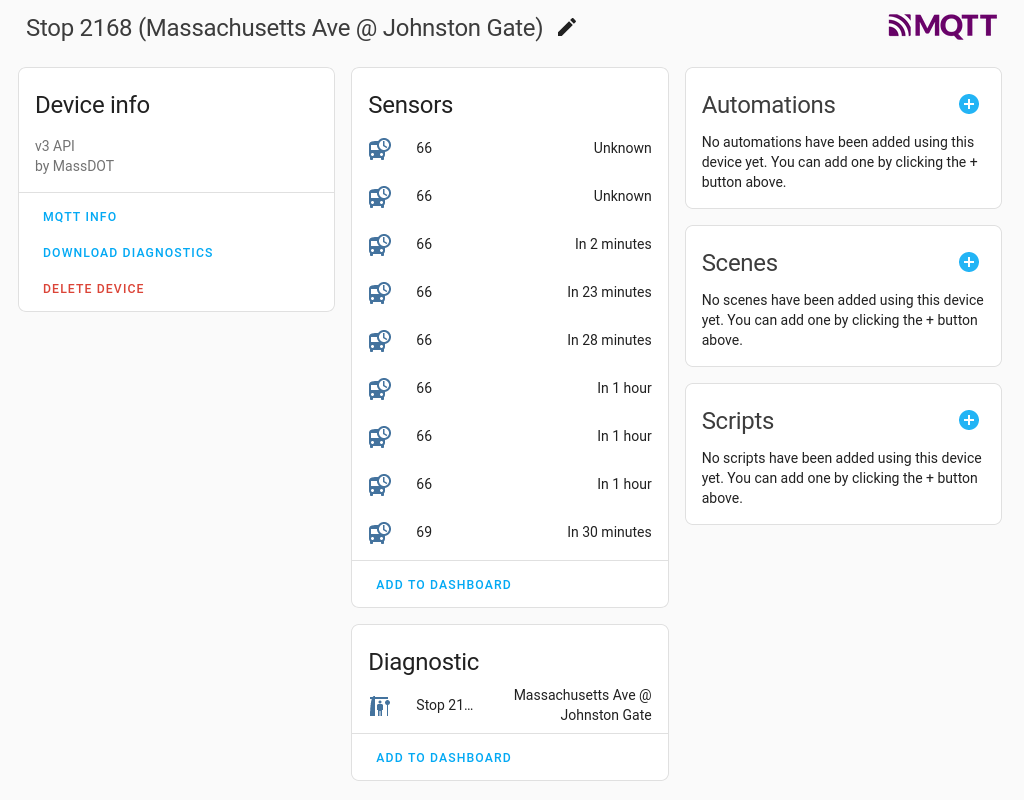 Stop 2168 (Massachusetts Ave @ Johnston Gate)
MQTT
Device info
v3 API
by MassDOT
MQTT INFO
DOWNLOAD DIAGNOSTICS
DELETE DEVICE
Sensors
66 Unknown
66 Unknown
66 In 2 minutes
66 In 23 minutes
66 In 28 minutes
66 In 1 hour
66 In 1 hour
66 In 1 hour
69 In 30 minutes
ADD TO DASHBOARD
Diagnostic
Stop 21...
Massachusetts Ave @
Johnston Gate
ADD TO DASHBOARD
Automations
No automations have been added using this
device yet. You can add one by clicking the +
button above.
Scenes
No scenes have been added using this device
yet. You can add one by clicking the + button
above.
Scripts
No scripts have been added using this device
yet. You can add one by clicking the + button
above.